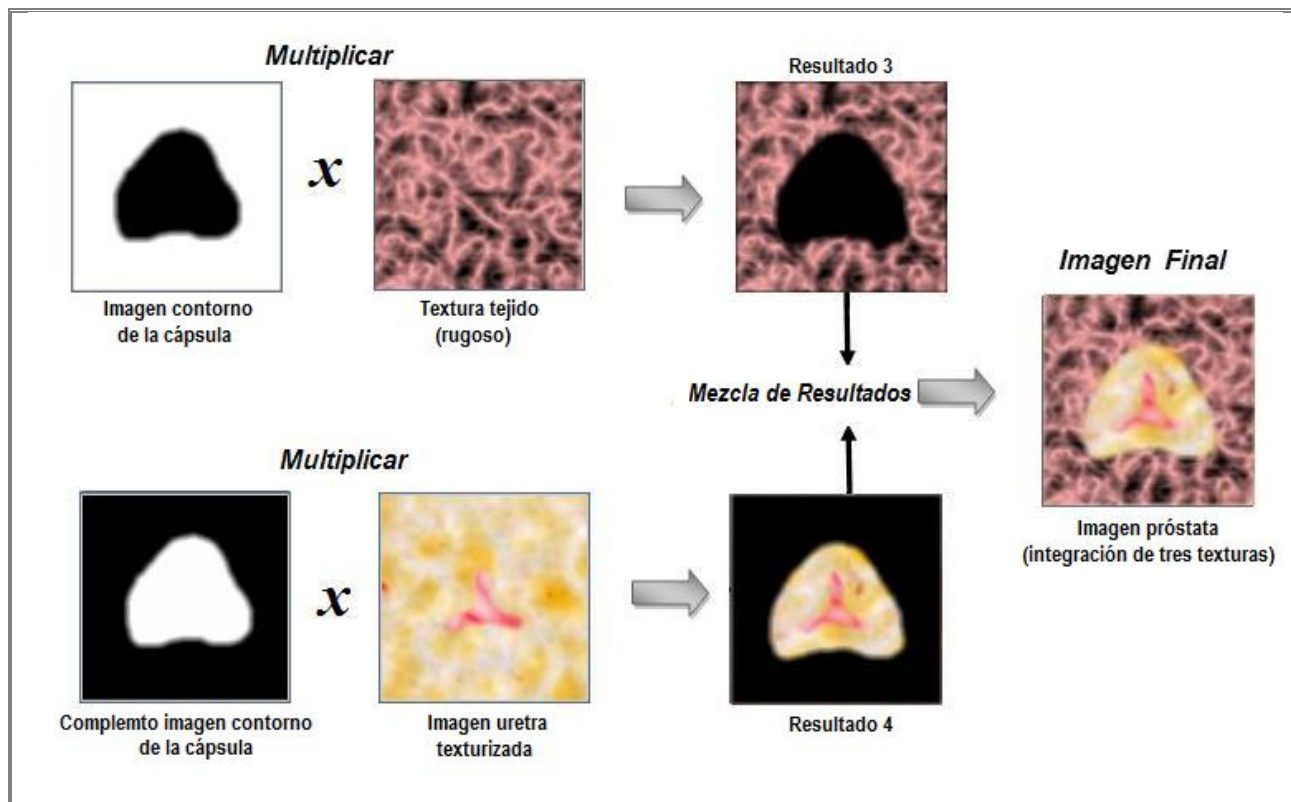 Multiplicar
x
Imagen contorno
de la cápsula
Textura tejido
(rugoso)
Resultado 3
Imagen Final
Mezcla de Resultados
Imagen próstata
(integración de tres texturas)
Multiplicar
x
Complemto imagen contorno
de la cápsula
Imagen uretra
texturizada
Resultado 4